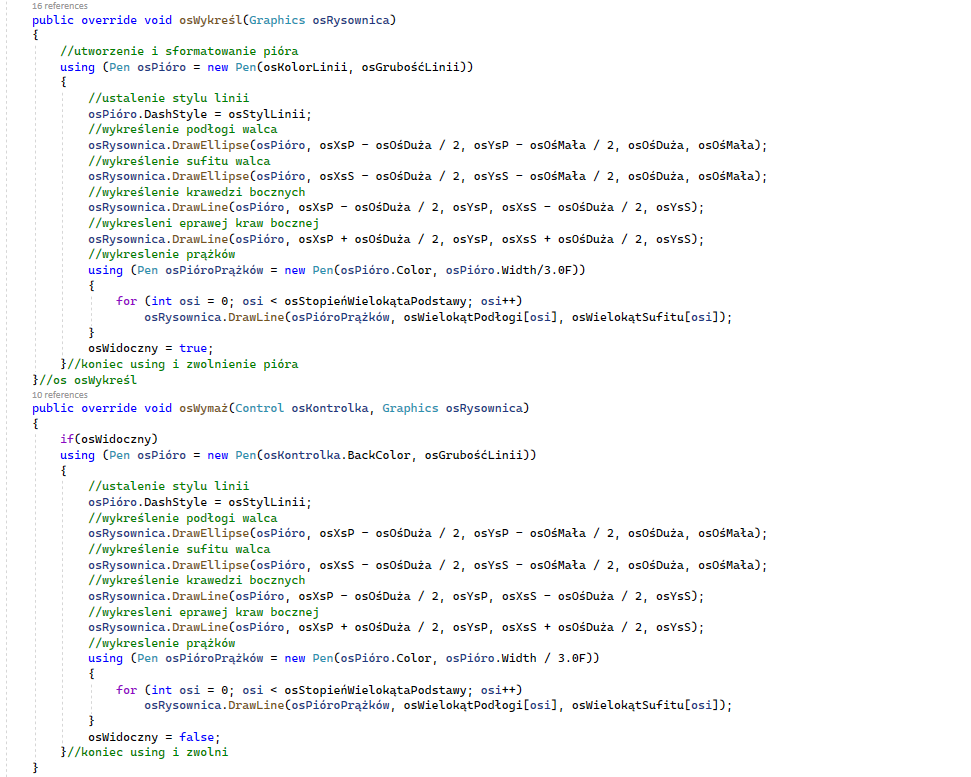 16 references
public override void osWykreśl(Graphics osRysownica)
{
//utworzenie i sformatowanie pióra
using (Pen osPióro = new Pen(osKolorLinii, osGrubośćLinii))
{
//ustalenie stylu linii
osPióro.DashStyle = osStylLinii;
//wykreślenie podłogi walca
osRysownica.DrawEllipse(osPióro, osXsP - osOśDuża / 2, osYsP - osOśMała / 2, osOśDuża, osOśMała);
//wykreślenie sufitu walca
osRysownica.DrawEllipse(osPióro, osXsS - osOśDuża / 2, osYsS - osOśMała / 2, osOśDuża, osOśMała);
//wykreślenie krawedzi bocznych
osRysownica.DrawLine(osPióro, osXsP - osOśDuża / 2, osYsP, osXsS - osOśDuża / 2, osYsS);
//wykresleni eprawej kraw bocznej
osRysownica.DrawLine(osPióro, osXsP + osOśDuża / 2, osYsP, osXsS + osOśDuża / 2, osYsS);
//wykreslenie prążków
using (Pen osPióroPrążków = new Pen(osPióro.Color, osPióro.Width/3.0F))
{
for (int osi = 0; osi < osStopieńWielokątaPodstawy; osi++)
osRysownica.DrawLine(osPióroPrążków, osWielokątPodłogi[osi], osWielokątSufitu[osi]);
}
osWidoczny = true;
}//koniec using i zwolnienie pióra
}//os osWykreśl
10 references
public override void osWymaż(Control osKontrolka, Graphics osRysownica)
{
if(osWidoczny)
using (Pen osPióro = new Pen(osKontrolka.BackColor, osGrubośćLinii))
{
//ustalenie stylu linii
osPióro.DashStyle = osStylLinii;
//wykreślenie podłogi walca
osRysownica.DrawEllipse(osPióro, osXsP - osOśDuża / 2, osYsP - osOśMała / 2, osOśDuża, osOśMała);
//wykreślenie sufitu walca
osRysownica.DrawEllipse(osPióro, osXsS - osOśDuża / 2, osYsS - osOśMała / 2, osOśDuża, osOśMała);
//wykreślenie krawedzi bocznych
osRysownica.DrawLine(osPióro, osXsP - osOśDuża / 2, osYsP, osXsS - osOśDuża / 2, osYsS);
//wykresleni eprawej kraw bocznej
osRysownica.DrawLine(osPióro, osXsP + osOśDuża / 2, osYsP, osXsS + osOśDuża / 2, osYsS);
//wykreslenie prążków
using (Pen osPióroPrążków = new Pen(osPióro.Color, osPióro.Width / 3.0F))
{
for (int osi = 0; osi < osStopieńWielokątaPodstawy; osi++)
osRysownica.DrawLine(osPióroPrążków, osWielokątPodłogi[osi], osWielokątSufitu[osi]);
}
osWidoczny = false;
}//koniec using i zwolni
}